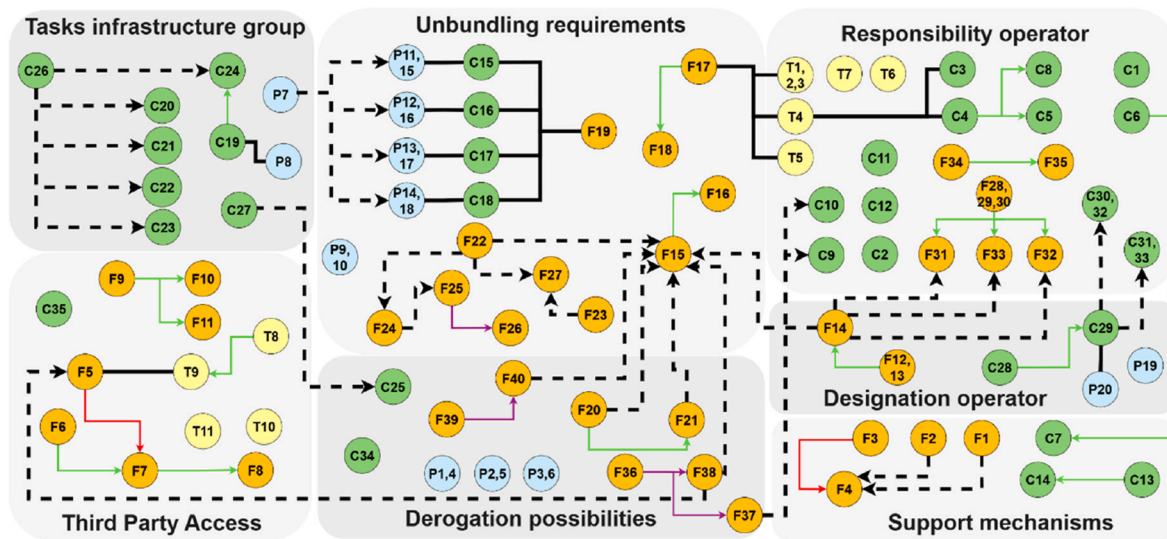 Tasks infrastructure group
C26
C24
P7
C20
C21
C19
P8
C22
C27
C23
Unbundling requirements
P11,
15
C15
P12,
16
C16
F19
P13,
17
C17
P14,
18
C18
F17
F18
F16
P9,
10
F22
F15
F25
F27
F24
F26
F23
Responsibility operator
T1,
2,3
T7
T6
C3
C8
C1
T4
C4
C5
C6
T5
C11
F34
F35
C10
C12
F28,
29,30
C30,
32
C9
C2
F31
F33
F32
C31,
33
F9
F10
C35
F11
T8
F5
T9
F6
T11
T10
F7
F8
Third Party Access
C25
F40
F39
F20
F21
C34
P1,4
P2,5
P3,6
F36
F38
F37
Derogation possibilities
F14
C29
F12,
13
C28
P19
P20
Designation operator
F3
F2
F1
C7
F4
C14
C13
Support mechanisms